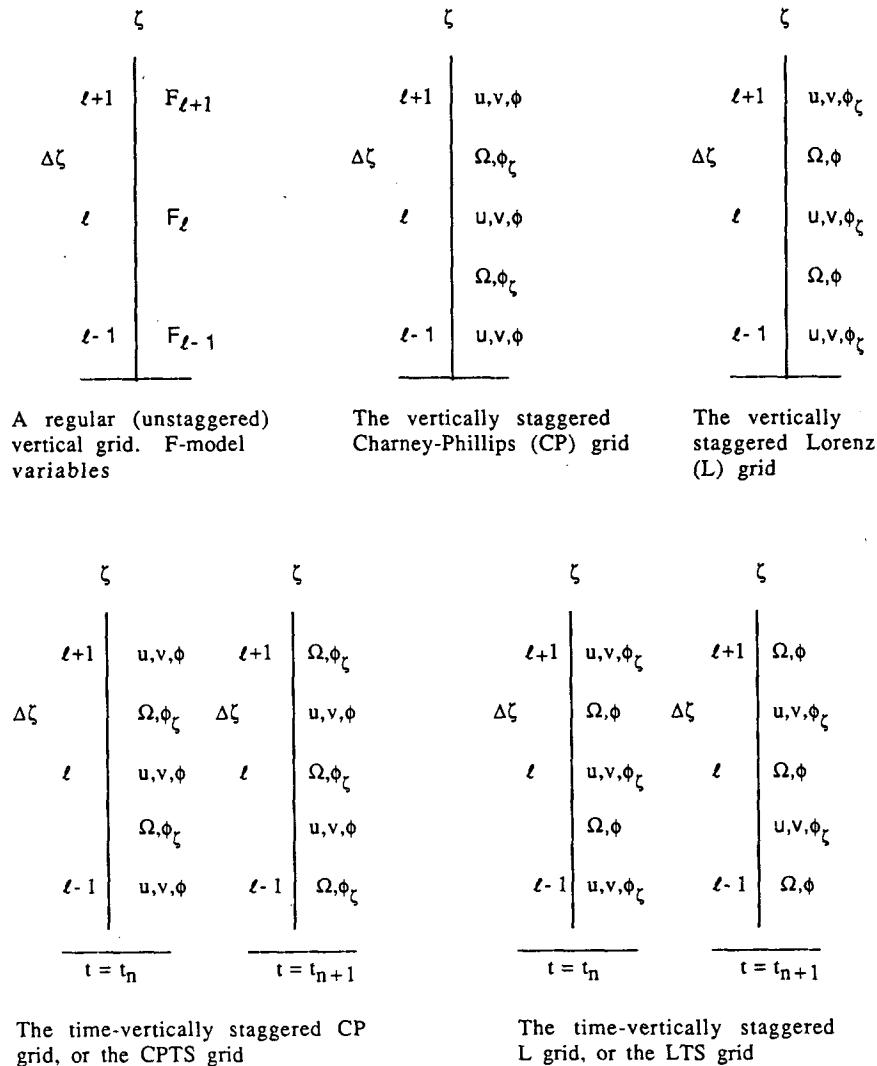 ζ ζ ζ
ℓ+1 F_ℓ+1 ℓ+1 u,v,ϕ ℓ+1 u,v,ϕ_ζ
Δζ Δζ Ω,ϕ_ζ Δζ Ω,ϕ
ℓ F_ℓ ℓ u,v,ϕ ℓ u,v,ϕ_ζ
Ω,ϕ_ζ Ω,ϕ
ℓ-1 F_ℓ-1 ℓ-1 u,v,ϕ ℓ-1 u,v,ϕ_ζ
A regular (unstaggered)
vertical grid. F-model
variables
The vertically staggered
Charney-Phillips (CP) grid
The vertically
staggered Lorenz
(L) grid
ζ ζ ζ ζ
ℓ+1 u,v,ϕ ℓ+1 Ω,ϕ_ζ ℓ+1 u,v,ϕ_ζ ℓ+1 Ω,ϕ
Δζ Ω,ϕ_ζ Δζ u,v,ϕ Δζ Ω,ϕ Δζ u,v,ϕ_ζ
ℓ u,v,ϕ ℓ Ω,ϕ_ζ ℓ u,v,ϕ_ζ ℓ Ω,ϕ
Ω,ϕ_ζ u,v,ϕ Ω,ϕ u,v,ϕ_ζ
ℓ-1 u,v,ϕ ℓ-1 Ω,ϕ_ζ ℓ-1 u,v,ϕ_ζ ℓ-1 Ω,ϕ
t = t_n t = t_n+1 t = t_n t = t_n+1
The time-vertically staggered CP
grid, or the CPTS grid
The time-vertically staggered
L grid, or the LTS grid